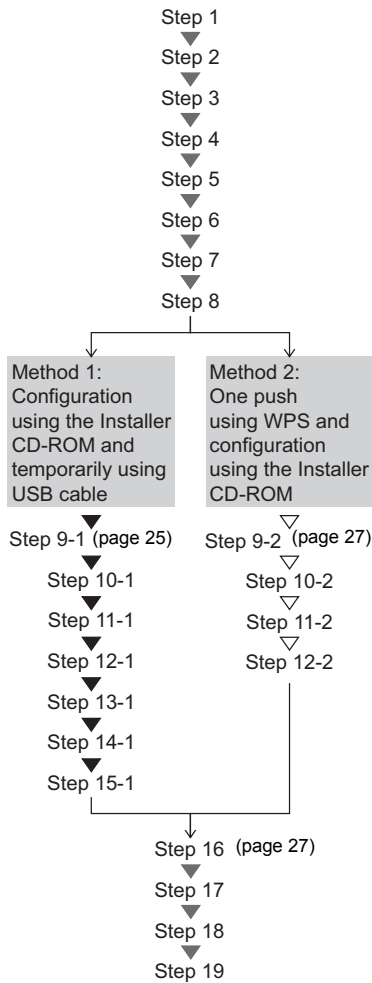 Step 1
Step 2
Step 3
Step 4
Step 5
Step 6
Step 7
Step 8
Method 1:
Configuration
using the Installer
CD-ROM and
temporarily using
USB cable
Step 9-1 (page 25)
Step 10-1
Step 11-1
Step 12-1
Step 13-1
Step 14-1
Step 15-1
Method 2:
One push
using WPS and
configuration
using the Installer
CD-ROM
Step 9-2 (page 27)
Step 10-2
Step 11-2
Step 12-2
Step 16 (page 27)
Step 17
Step 18
Step 19